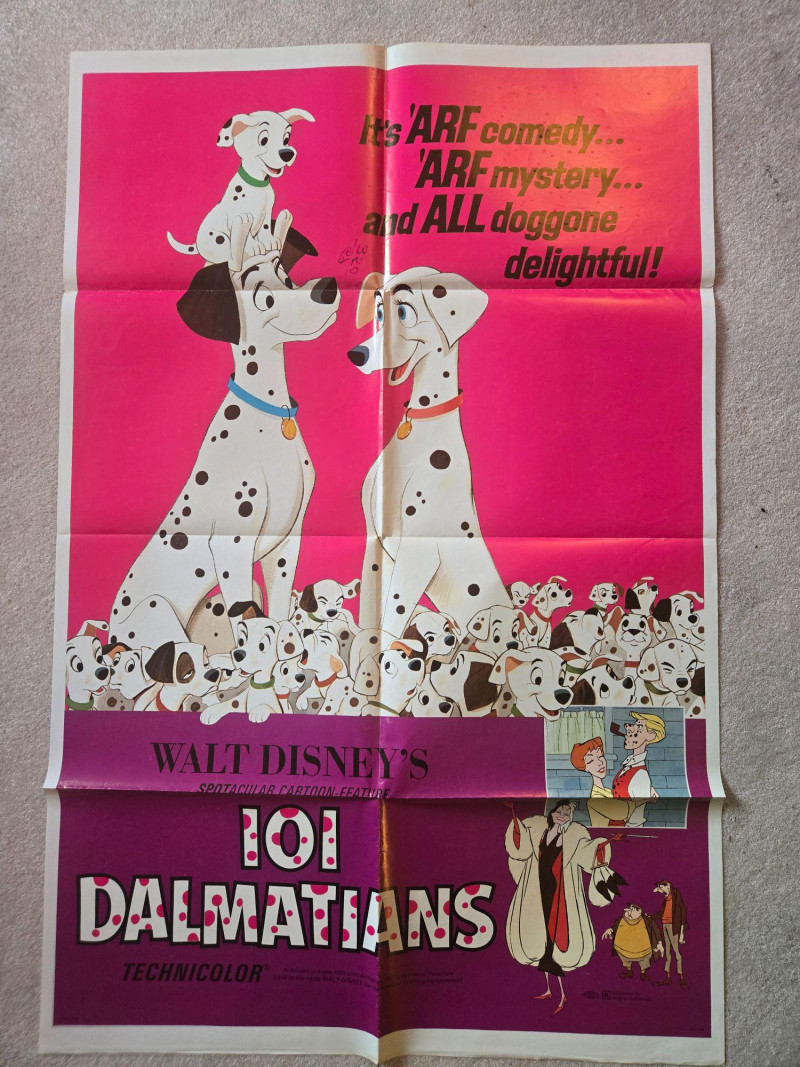 It's 'ARF comedy...
'ARF mystery...
and ALL doggone
delightful!
WALT DISNEY'S
SPOTACULAR CARTOON-FEATURE
101
DALMATIANS
TECHNICOLOR®